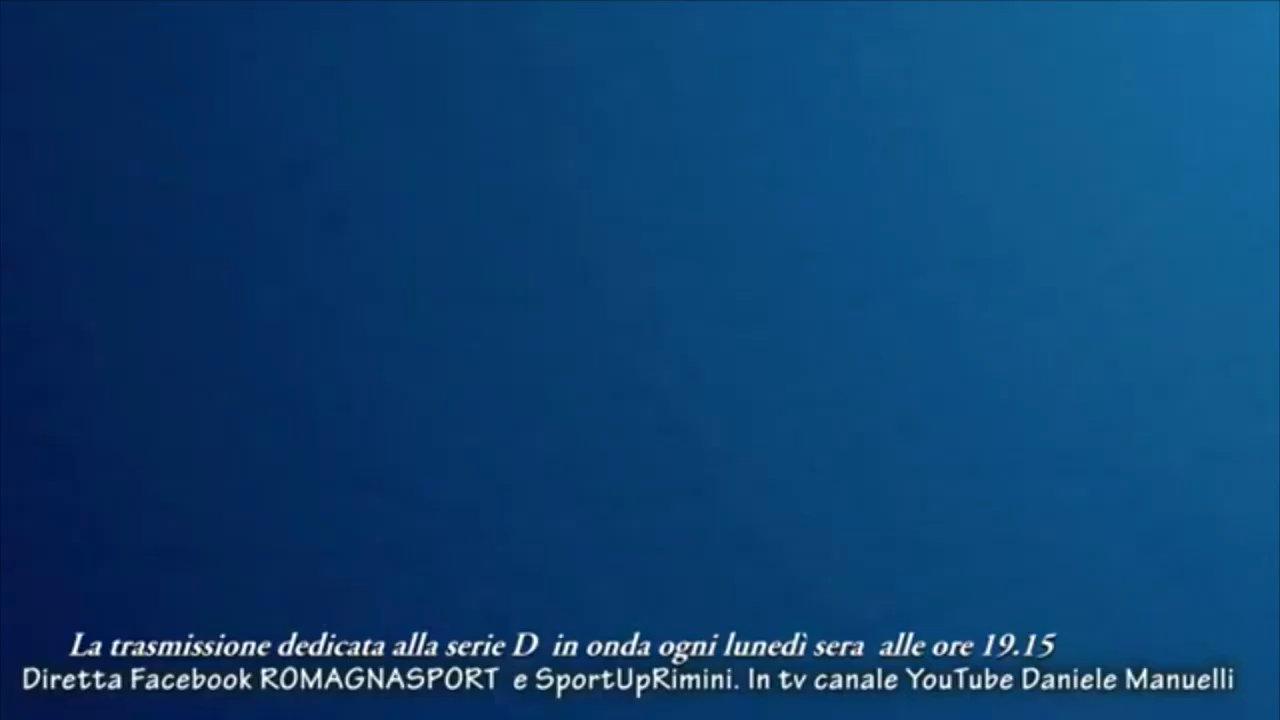 La trasmissione dedicata alla serie D in onda ogni lunedì sera alle ore 19.15
Diretta Facebook ROMAGNASPORT e SportUpRimini. In tv canale YouTube Daniele Manuelli